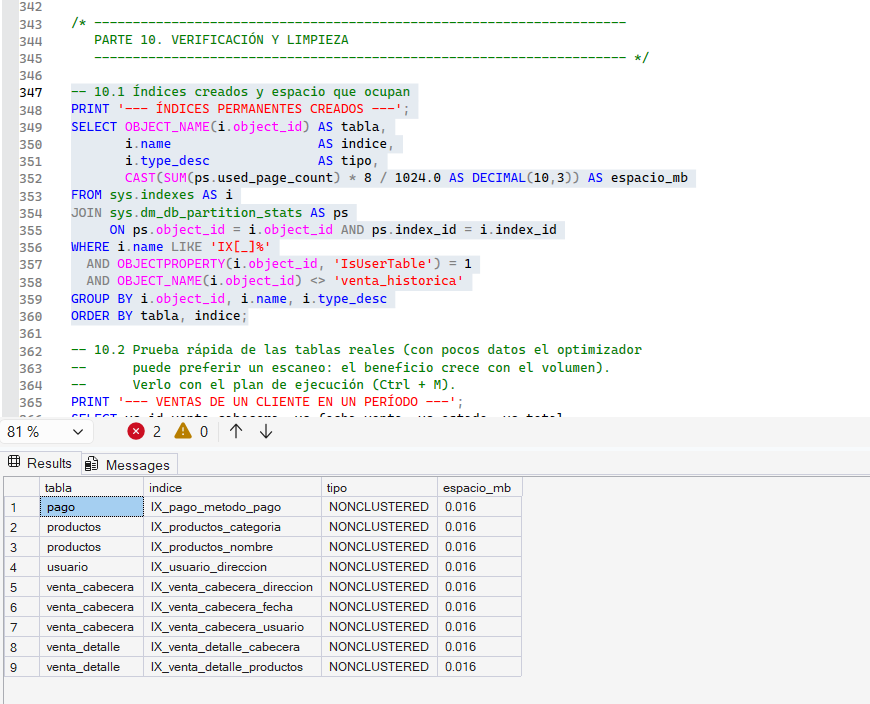 342
343 /* ---------------------------------------------------------------------
344 PARTE 10. VERIFICACIÓN Y LIMPIEZA
345 --------------------------------------------------------------------- */
346
347 -- 10.1 Índices creados y espacio que ocupan
348 PRINT '--- ÍNDICES PERMANENTES CREADOS ---';
349 SELECT OBJECT_NAME(i.object_id) AS tabla,
350 i.name AS indice,
351 i.type_desc AS tipo,
352 CAST(SUM(ps.used_page_count) * 8 / 1024.0 AS DECIMAL(10,3)) AS espacio_mb
353 FROM sys.indexes AS i
354 JOIN sys.dm_db_partition_stats AS ps
355 ON ps.object_id = i.object_id AND ps.index_id = i.index_id
356 WHERE i.name LIKE 'IX[_]%'
357 AND OBJECTPROPERTY(i.object_id, 'IsUserTable') = 1
358 AND OBJECT_NAME(i.object_id) <> 'venta_historica'
359 GROUP BY i.object_id, i.name, i.type_desc
360 ORDER BY tabla, indice;
361
362 -- 10.2 Prueba rápida de las tablas reales (con pocos datos el optimizador
363 -- puede preferir un escaneo: el beneficio crece con el volumen).
364 -- Verlo con el plan de ejecución (Ctrl + M).
365 PRINT '--- VENTAS DE UN CLIENTE EN UN PERÍODO ---';
81 % 2 0
Results Messages
tabla indice tipo espacio_mb
1 pago IX_pago_metodo_pago NONCLUSTERED 0.016
2 productos IX_productos_categoria NONCLUSTERED 0.016
3 productos IX_productos_nombre NONCLUSTERED 0.016
4 usuario IX_usuario_direccion NONCLUSTERED 0.016
5 venta_cabecera IX_venta_cabecera_direccion NONCLUSTERED 0.016
6 venta_cabecera IX_venta_cabecera_fecha NONCLUSTERED 0.016
7 venta_cabecera IX_venta_cabecera_usuario NONCLUSTERED 0.016
8 venta_detalle IX_venta_detalle_cabecera NONCLUSTERED 0.016
9 venta_detalle IX_venta_detalle_productos NONCLUSTERED 0.016